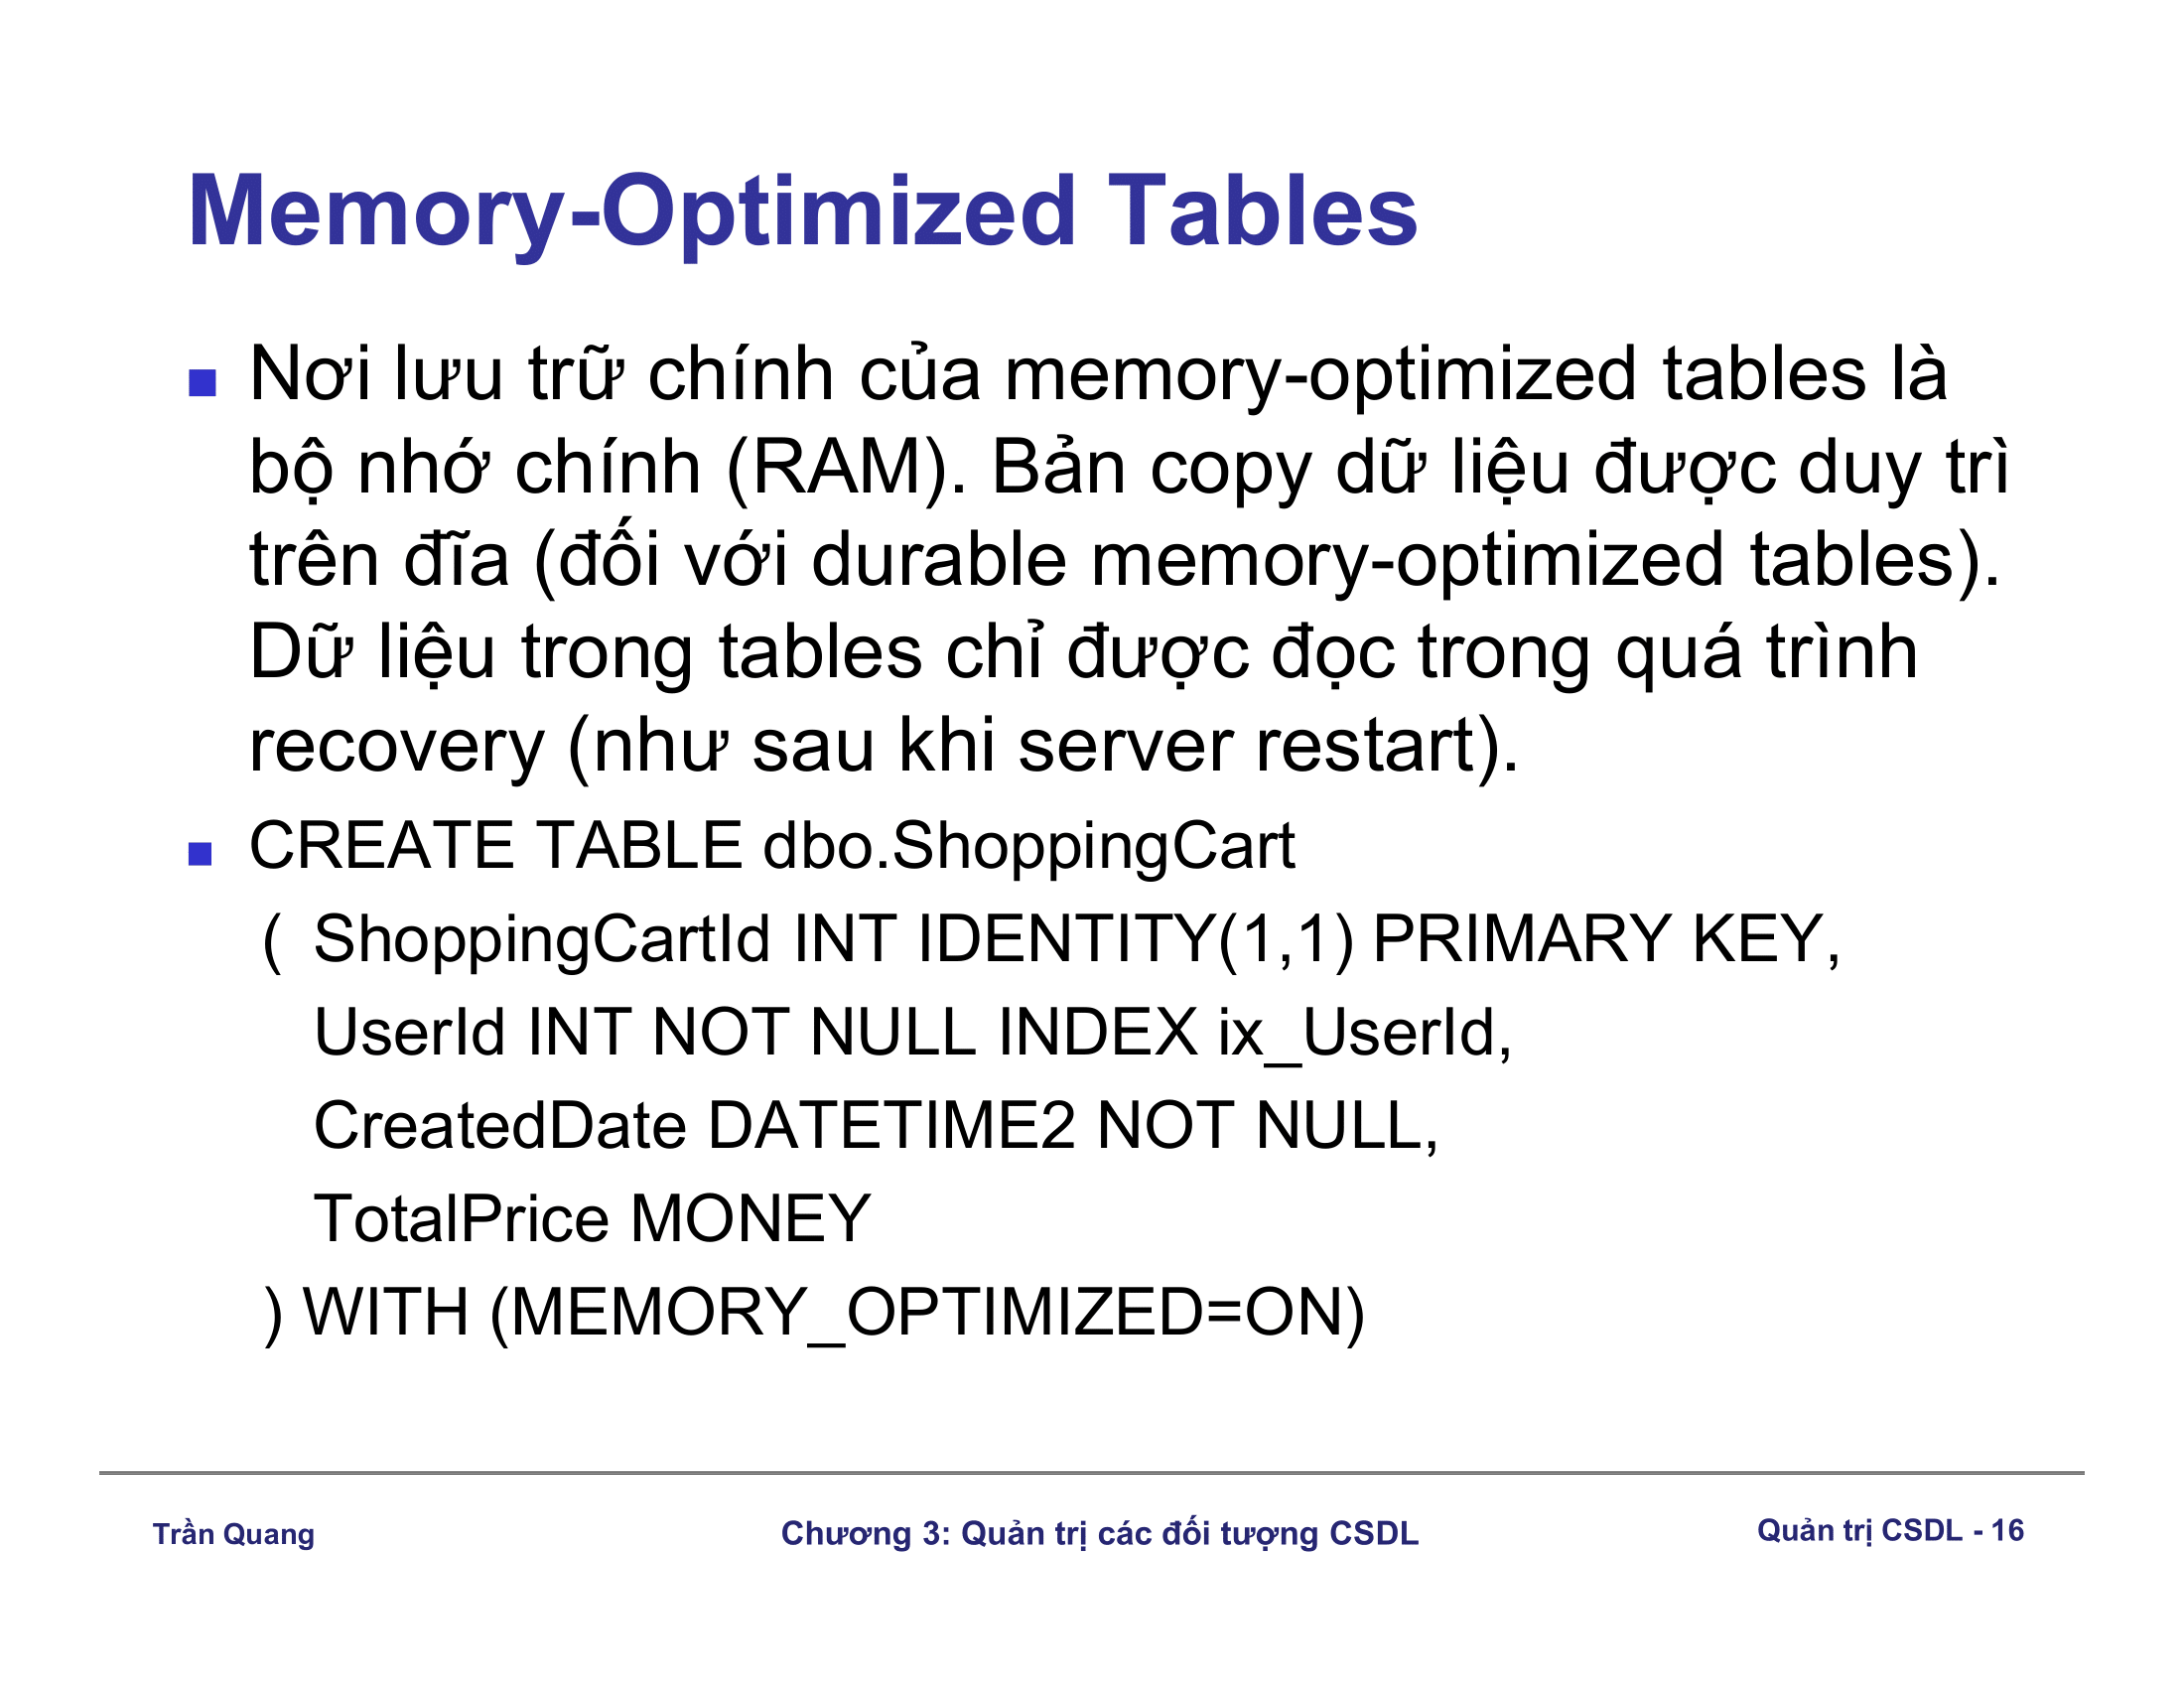 Memory-Optimized Tables
Nơi lưu trữ chính của memory-optimized tables là
bộ nhớ chính (RAM). Bản copy dữ liệu được duy trì
trên đĩa (đối với durable memory-optimized tables).
Dữ liệu trong tables chỉ được đọc trong quá trình
recovery (như sau khi server restart).
CREATE TABLE dbo.ShoppingCart
( ShoppingCartId INT IDENTITY(1,1) PRIMARY KEY,
UserId INT NOT NULL INDEX ix_UserId,
CreatedDate DATETIME2 NOT NULL,
TotalPrice MONEY
) WITH (MEMORY_OPTIMIZED=ON)
Trần Quang
Chương 3: Quản trị các đối tượng CSDL
Quản trị CSDL - 16